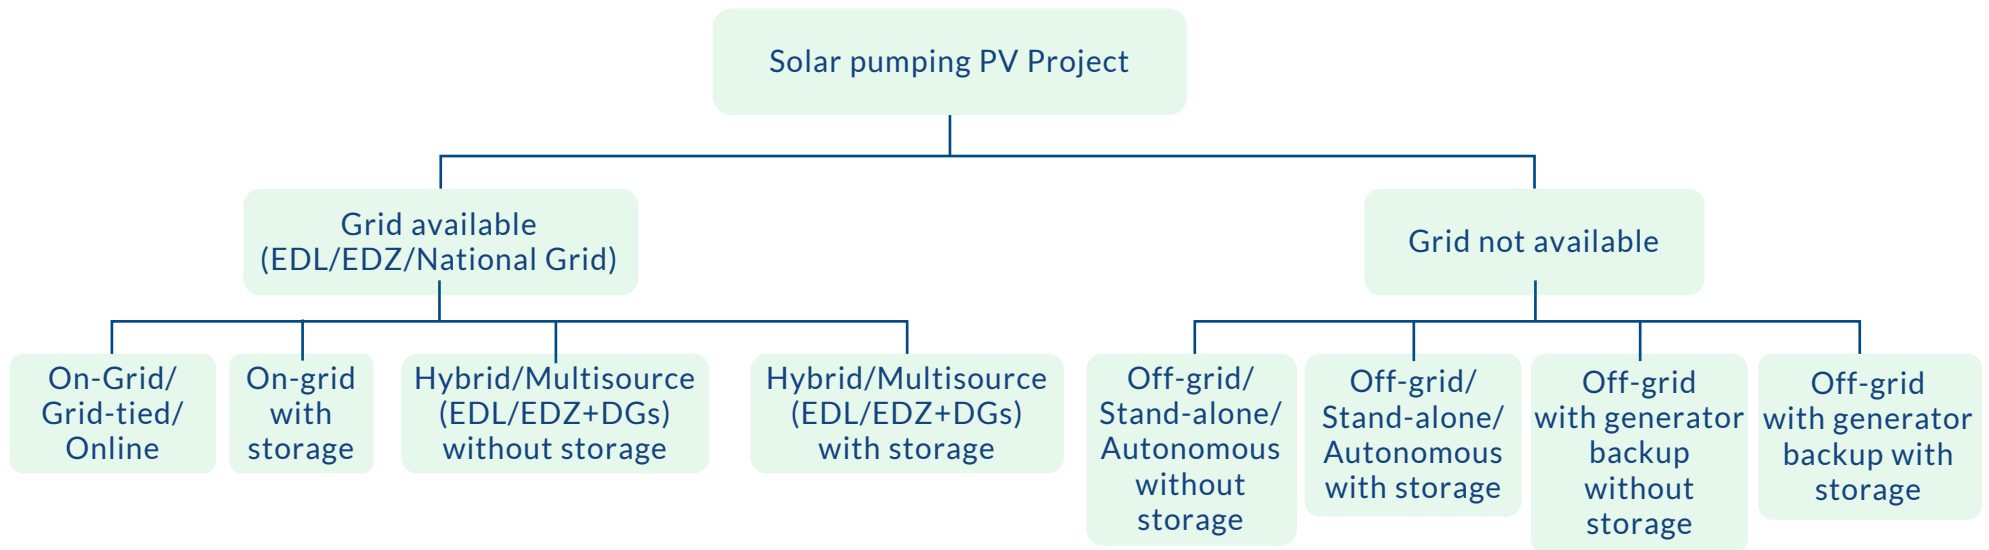 Solar pumping PV Project
Grid available
(EDL/EDZ/National Grid)
Grid not available
On-Grid/
Grid-tied/
Online
On-grid
with
storage
Hybrid/Multisource
(EDL/EDZ+DGs)
without storage
Hybrid/Multisource
(EDL/EDZ+DGs)
with storage
Off-grid/
Stand-alone/
Autonomous
without
storage
Off-grid/
Stand-alone/
Autonomous
with storage
Off-grid
with generator
backup
without
storage
Off-grid
with generator
backup with
storage